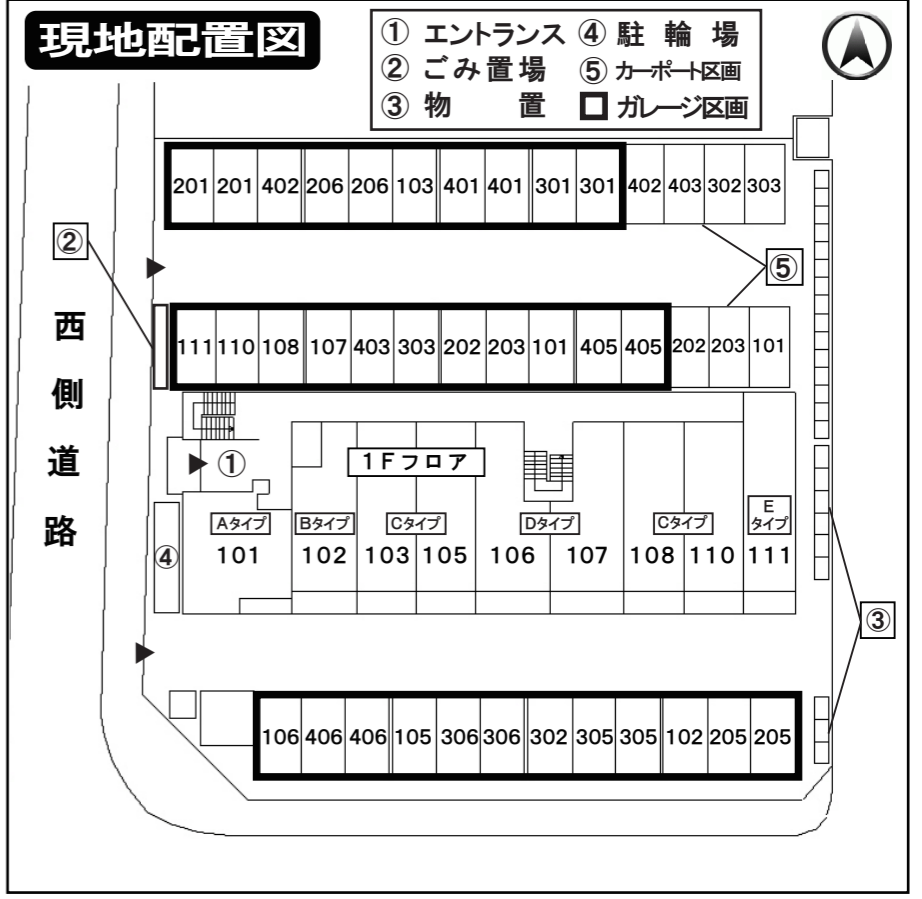 現地配置図
① エントランス ④ 駐輪場
② ごみ置場 ⑤ カーポート区画
③ 物置 ガレージ区画
201 201 402 206 206 103 401 401 301 301 402 403 302 303
②
⑤
111 110 108 107 403 303 202 203 101 405 405 202 203 101
西側道路
①
1Fフロア
Aタイプ Bタイプ Cタイプ Dタイプ Cタイプ Eタイプ
④
101 102 103 105 106 107 108 110 111
③
106 406 406 105 306 306 302 305 305 102 205 205